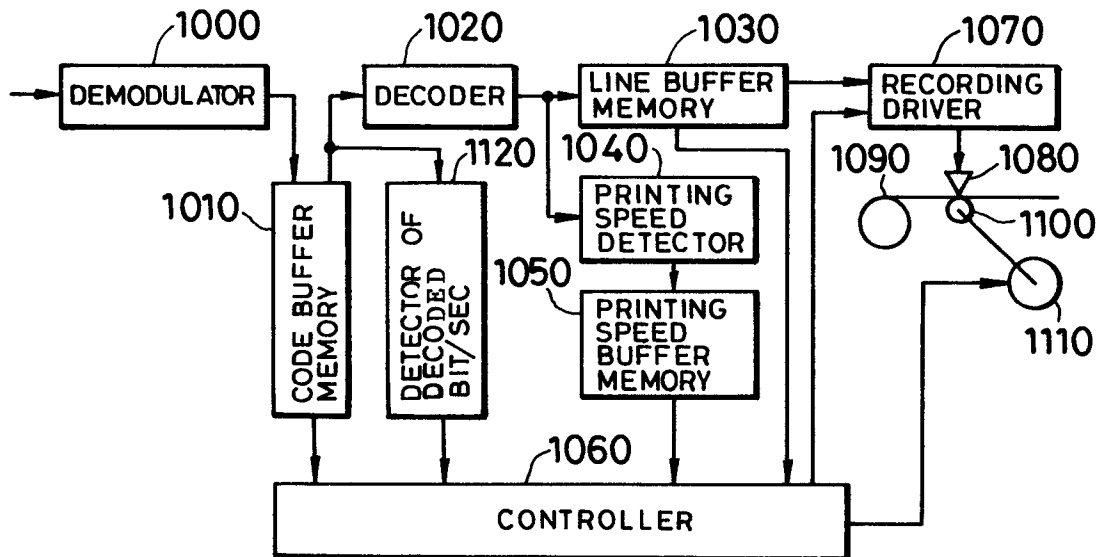 1000
1020
1030
1070
DEMODULATOR
DECODER
LINE BUFFER
MEMORY
RECORDING
DRIVER
1120
1040
1090
1080
1010
CODE BUFFER
MEMORY
DETECTOR OF
DECODED
BIT/SEC
PRINTING
SPEED
DETECTOR
1100
1050
PRINTING
SPEED
BUFFER
MEMORY
1110
1060
CONTROLLER